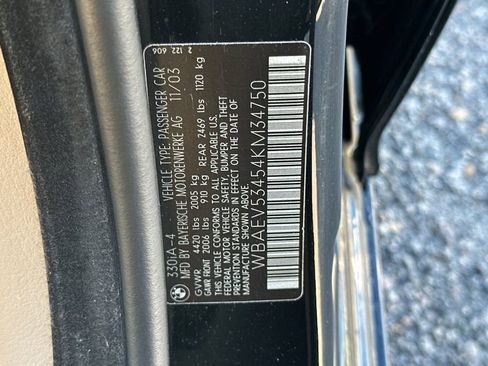 330iA -4 VEHICLE TYPE: PASSENGER CAR 2 122 606
MFD BY BAYERISCHE MOTORENWERKE AG 11/03
GVWR 4420 lbs 2005 kg
GAWR FRONT 2006 lbs 910 kg REAR 2469 lbs 1120 kg
THIS VEHICLE CONFORMS TO ALL APPLICABLE U.S.
FEDERAL MOTOR VEHICLE SAFETY, BUMPER AND THEFT
PREVENTION STANDARDS IN EFFECT ON THE DATE OF
MANUFACTURE SHOWN ABOVE.
WBAEV53454KM34750